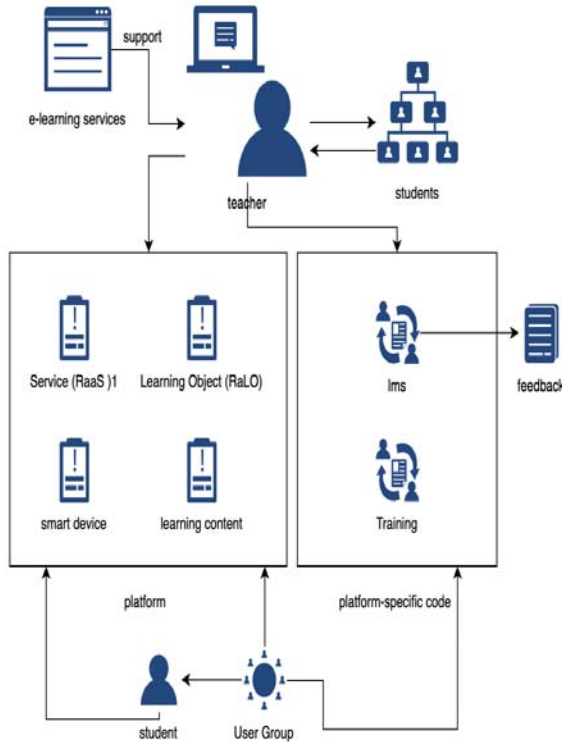 support
e-learning services
teacher
students
Service (RaaS )1
Learning Object (RaLO)
lms
feedback
smart device
learning content
Training
platform
platform-specific code
student
User Group